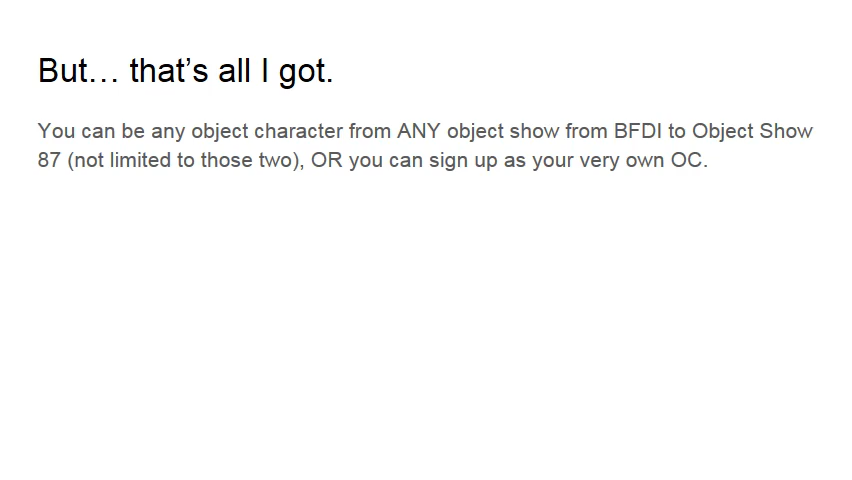 But… that’s all I got.
You can be any object character from ANY object show from BFDI to Object Show
87 (not limited to those two), OR you can sign up as your very own OC.